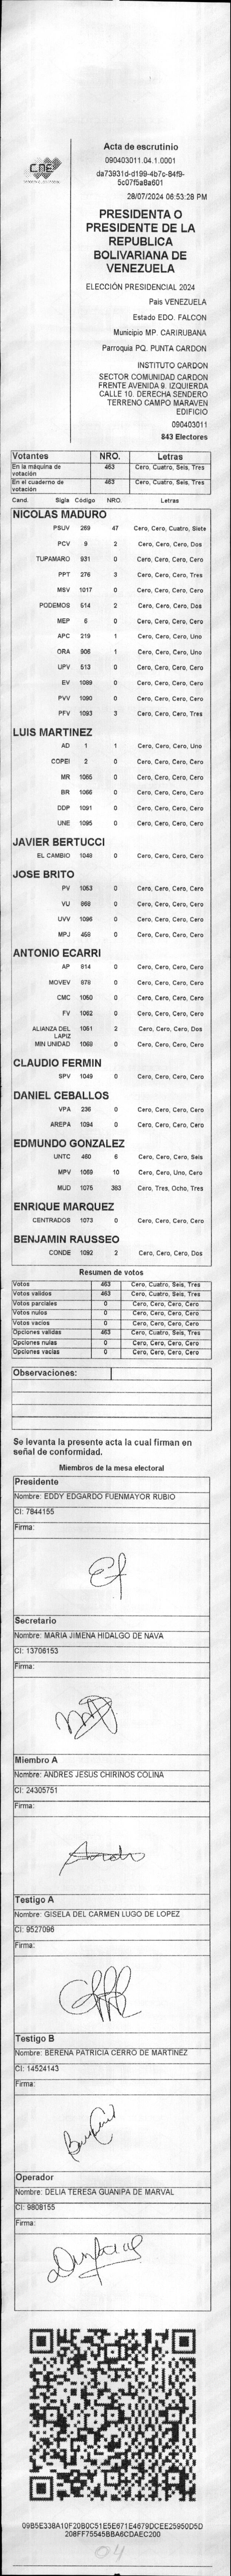 CNE
Acta de escrutinio
090403011.04.1.0001
da73931d-d199-4b7c-84f9-
5c07f5a8a601
28/07/2024 06:53:28 PM
PRESIDENTA O
PRESIDENTE DE LA
REPUBLICA
BOLIVARIANA DE
VENEZUELA
ELECCIÓN PRESIDENCIAL 2024
Pais VENEZUELA
Estado EDO. FALCON
Municipio MP. CARIRUBANA
Parroquia PQ. PUNTA CARDON
INSTITUTO CARDON
SECTOR COMUNIDAD CARDON
FRENTE AVENIDA 9. IZQUIERDA
CALLE 10. DERECHA SENDERO
TERRENO CAMPO MARAVEN
EDIFICIO
090403011
843 Electores
Votantes NRO. Letras
En la máquina de votación 463 Cero, Cuatro, Seis, Tres
En el cuaderno de votación 463 Cero, Cuatro, Seis, Tres
Cand. Sigla Código NRO. Letras
NICOLAS MADURO
PSUV 269 47 Cero, Cero, Cuatro, Siete
PCV 9 2 Cero, Cero, Cero, Dos
TUPAMARO 931 0 Cero, Cero, Cero, Cero
PPT 276 3 Cero, Cero, Cero, Tres
MSV 1017 0 Cero, Cero, Cero, Cero
PODEMOS 514 2 Cero, Cero, Cero, Dos
MEP 6 0 Cero, Cero, Cero, Cero
APC 219 1 Cero, Cero, Cero, Uno
ORA 906 1 Cero, Cero, Cero, Uno
UPV 513 0 Cero, Cero, Cero, Cero
EV 1089 0 Cero, Cero, Cero, Cero
PVV 1090 0 Cero, Cero, Cero, Cero
PFV 1093 3 Cero, Cero, Cero, Tres
LUIS MARTINEZ
AD 1 1 Cero, Cero, Cero, Uno
COPEI 2 0 Cero, Cero, Cero, Cero
MR 1065 0 Cero, Cero, Cero, Cero
BR 1066 0 Cero, Cero, Cero, Cero
DDP 1091 0 Cero, Cero, Cero, Cero
UNE 1095 0 Cero, Cero, Cero, Cero
JAVIER BERTUCCI
EL CAMBIO 1048 0 Cero, Cero, Cero, Cero
JOSE BRITO
PV 1053 0 Cero, Cero, Cero, Cero
VU 868 0 Cero, Cero, Cero, Cero
UVV 1096 0 Cero, Cero, Cero, Cero
MPJ 458 0 Cero, Cero, Cero, Cero
ANTONIO ECARRI
AP 814 0 Cero, Cero, Cero, Cero
MOVEV 878 0 Cero, Cero, Cero, Cero
CMC 1050 0 Cero, Cero, Cero, Cero
FV 1062 0 Cero, Cero, Cero, Cero
ALIANZA DEL LAPIZ 1051 2 Cero, Cero, Cero, Dos
MIN UNIDAD 1068 0 Cero, Cero, Cero, Cero
CLAUDIO FERMIN
SPV 1049 0 Cero, Cero, Cero, Cero
DANIEL CEBALLOS
VPA 236 0 Cero, Cero, Cero, Cero
AREPA 1094 0 Cero, Cero, Cero, Cero
EDMUNDO GONZALEZ
UNTC 460 6 Cero, Cero, Cero, Seis
MPV 1069 10 Cero, Cero, Uno, Cero
MUD 1075 383 Cero, Tres, Ocho, Tres
ENRIQUE MARQUEZ
CENTRADOS 1073 0 Cero, Cero, Cero, Cero
BENJAMIN RAUSSEO
CONDE 1092 2 Cero, Cero, Cero, Dos
Resumen de votos
Votos 463 Cero, Cuatro, Seis, Tres
Votos validos 463 Cero, Cuatro, Seis, Tres
Votos parciales 0 Cero, Cero, Cero, Cero
Votos nulos 0 Cero, Cero, Cero, Cero
Votos vacios 0 Cero, Cero, Cero, Cero
Opciones validas 463 Cero, Cuatro, Seis, Tres
Opciones nulas 0 Cero, Cero, Cero, Cero
Opciones vacias 0 Cero, Cero, Cero, Cero
Observaciones:
Se levanta la presente acta la cual firman en
señal de conformidad.
Miembros de la mesa electoral
Presidente
Nombre: EDDY EDGARDO FUENMAYOR RUBIO
CI: 7844155
Firma:
Secretario
Nombre: MARIA JIMENA HIDALGO DE NAVA
CI: 13706153
Firma:
Miembro A
Nombre: ANDRES JESUS CHIRINOS COLINA
CI: 24305751
Firma:
Testigo A
Nombre: GISELA DEL CARMEN LUGO DE LOPEZ
CI: 9527096
Firma:
Testigo B
Nombre: BERENA PATRICIA CERRO DE MARTINEZ
CI: 14524143
Firma:
Operador
Nombre: DELIA TERESA GUANIPA DE MARVAL
CI: 9808155
Firma:
09B5E338A10F20B0C51E5E671E4679DCEE25950D5D
208FF75545BBA6CDAEC200
04